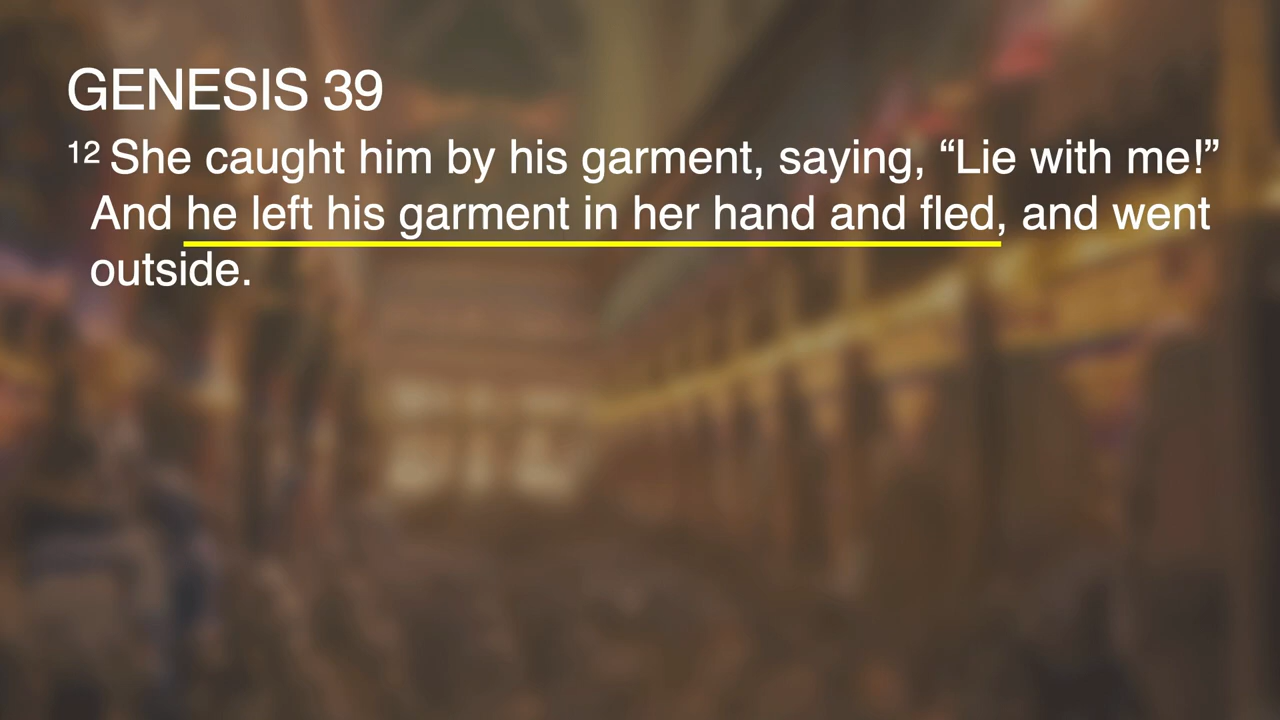 GENESIS 39
12 She caught him by his garment, saying, “Lie with me!”
And he left his garment in her hand and fled, and went
outside.